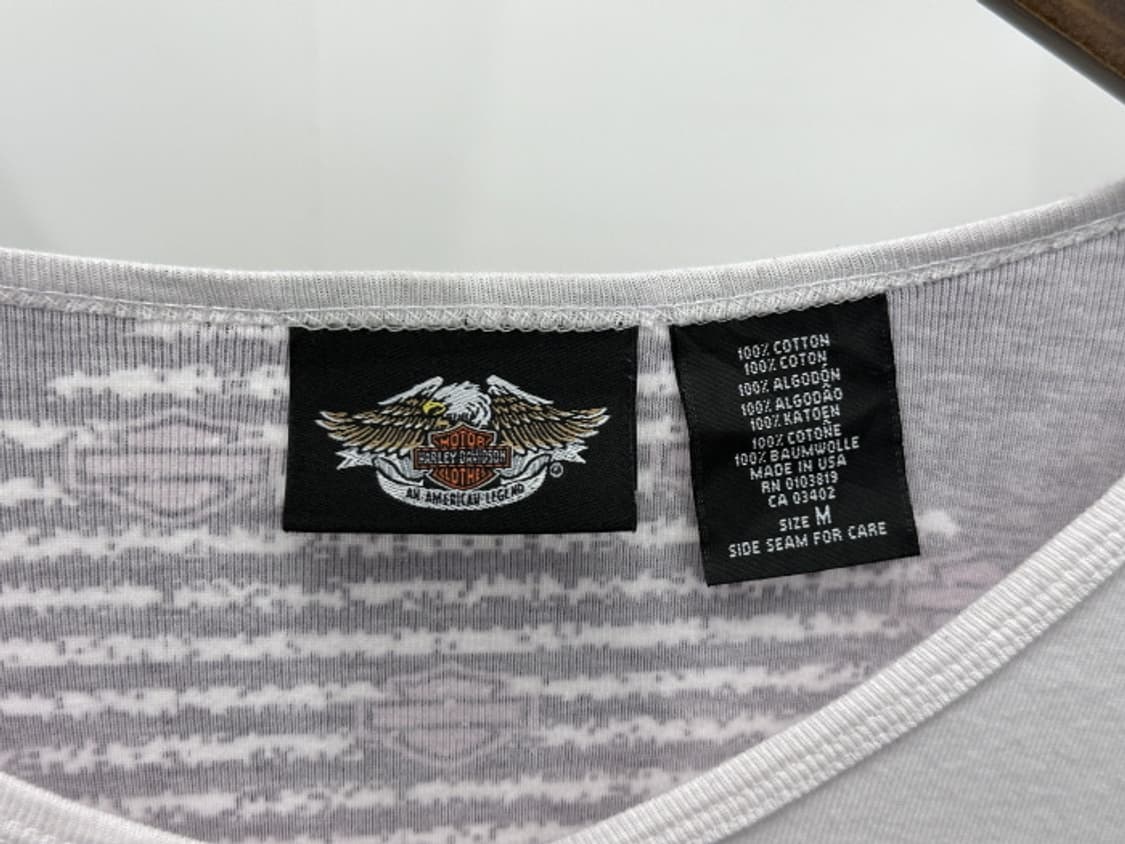 MOTOR
HARLEY-DAVIDSON
CLOTHES
AN AMERICAN LEGEND
®
100% COTTON
100% COTON
100% ALGODÓN
100% ALGODÃO
100% KATOEN
100% COTONE
100% BAUMWOLLE
MADE IN USA
RN 0103819
CA 03402
SIZE M
SIDE SEAM FOR CARE